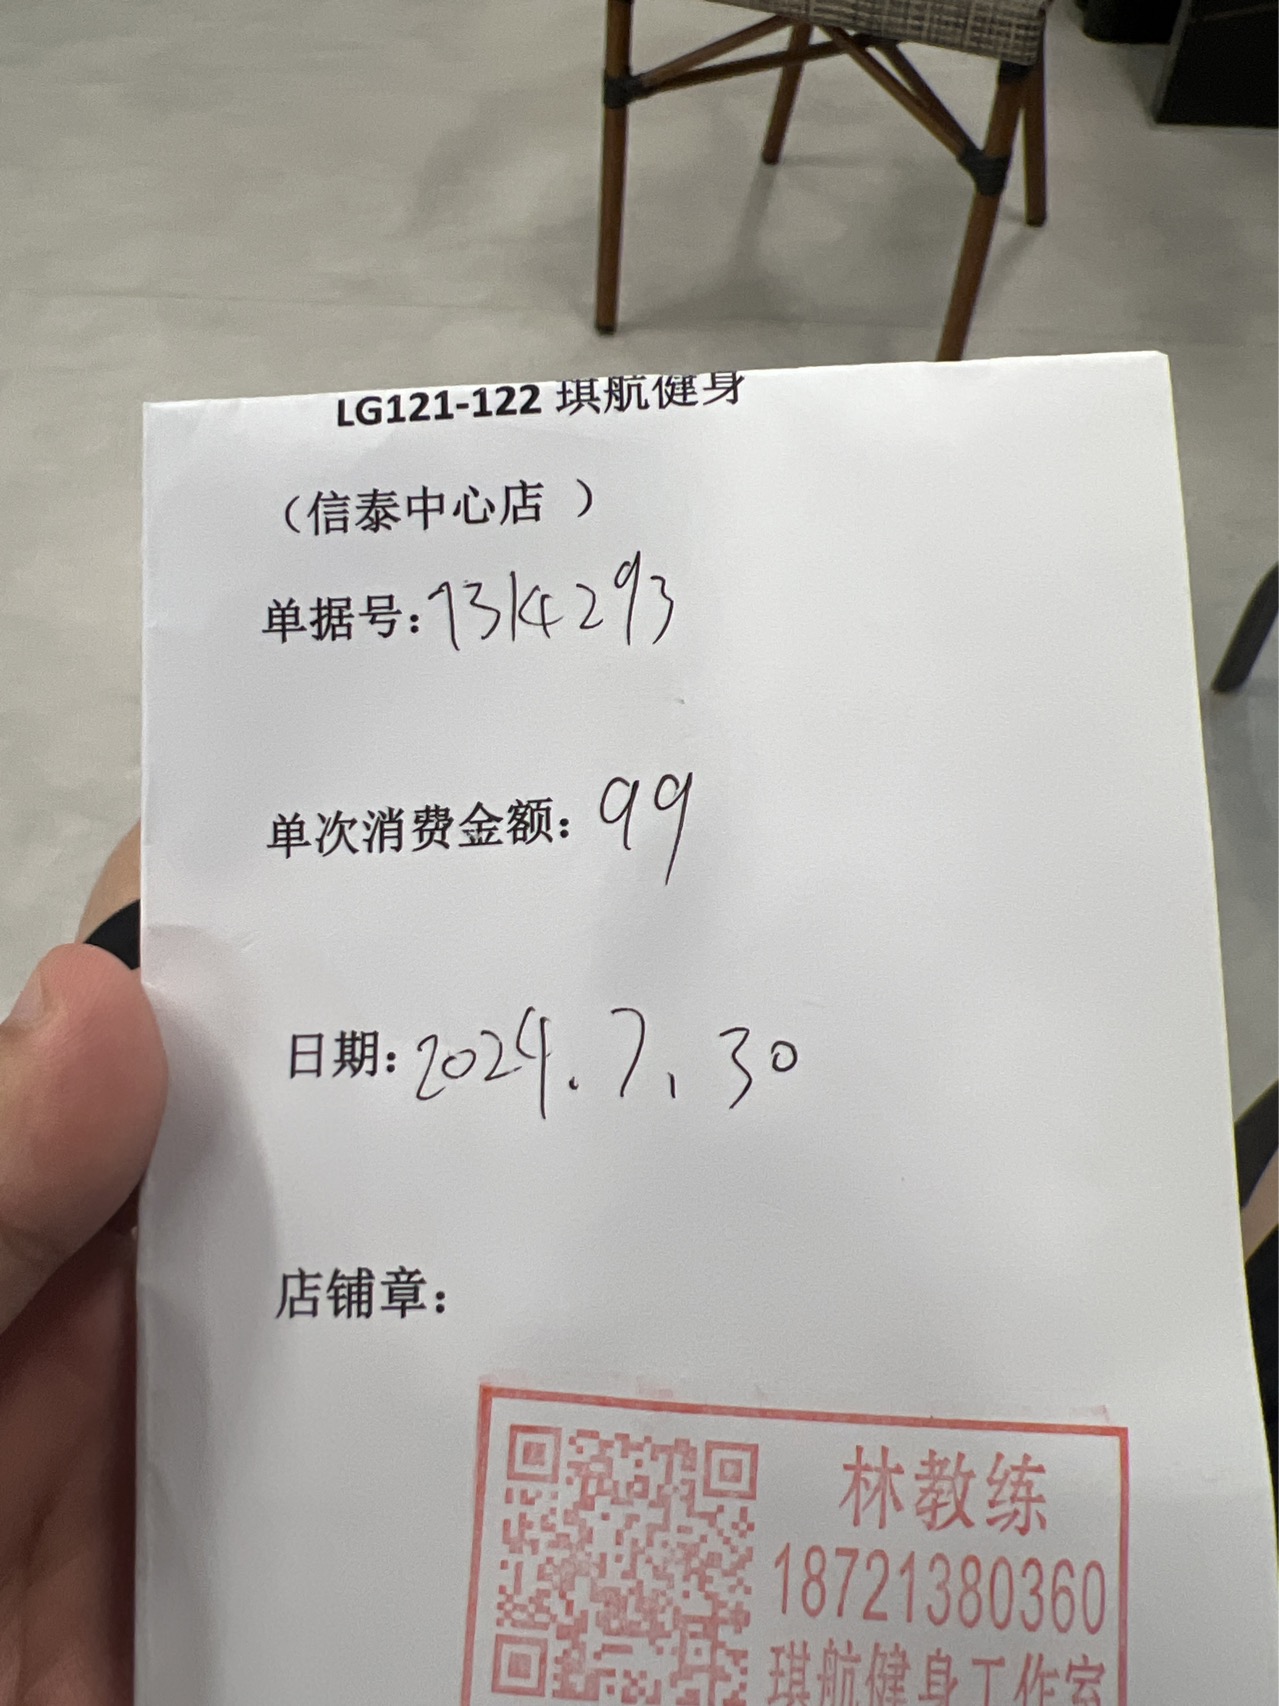 LG121-122 琪航健身
（信泰中心店 ）
单据号：7314293
单次消费金额：99
日期：2024.7.30
店铺章：
林教练
18721380360
琪航健身工作室